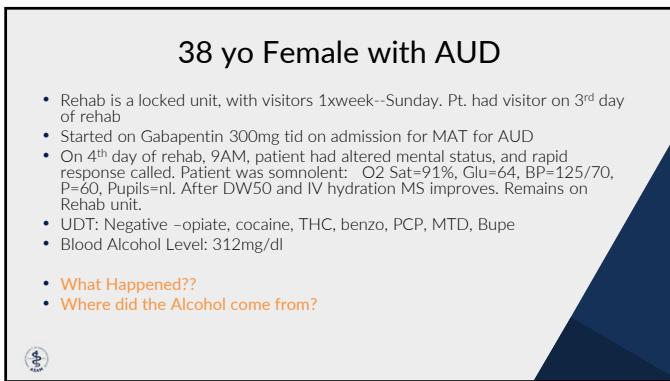 38 yo Female with AUD
• Rehab is a locked unit, with visitors 1xweek--Sunday. Pt. had visitor on 3rd day
of rehab
• Started on Gabapentin 300mg tid on admission for MAT for AUD
• On 4th day of rehab, 9AM, patient had altered mental status, and rapid
response called. Patient was somnolent: O2 Sat=91%, Glu=64, BP=125/70,
P=60, Pupils=nl. After DW50 and IV hydration MS improves. Remains on
Rehab unit.
• UDT: Negative –opiate, cocaine, THC, benzo, PCP, MTD, Bupe
• Blood Alcohol Level: 312mg/dl
• What Happened??
• Where did the Alcohol come from?
ASAM